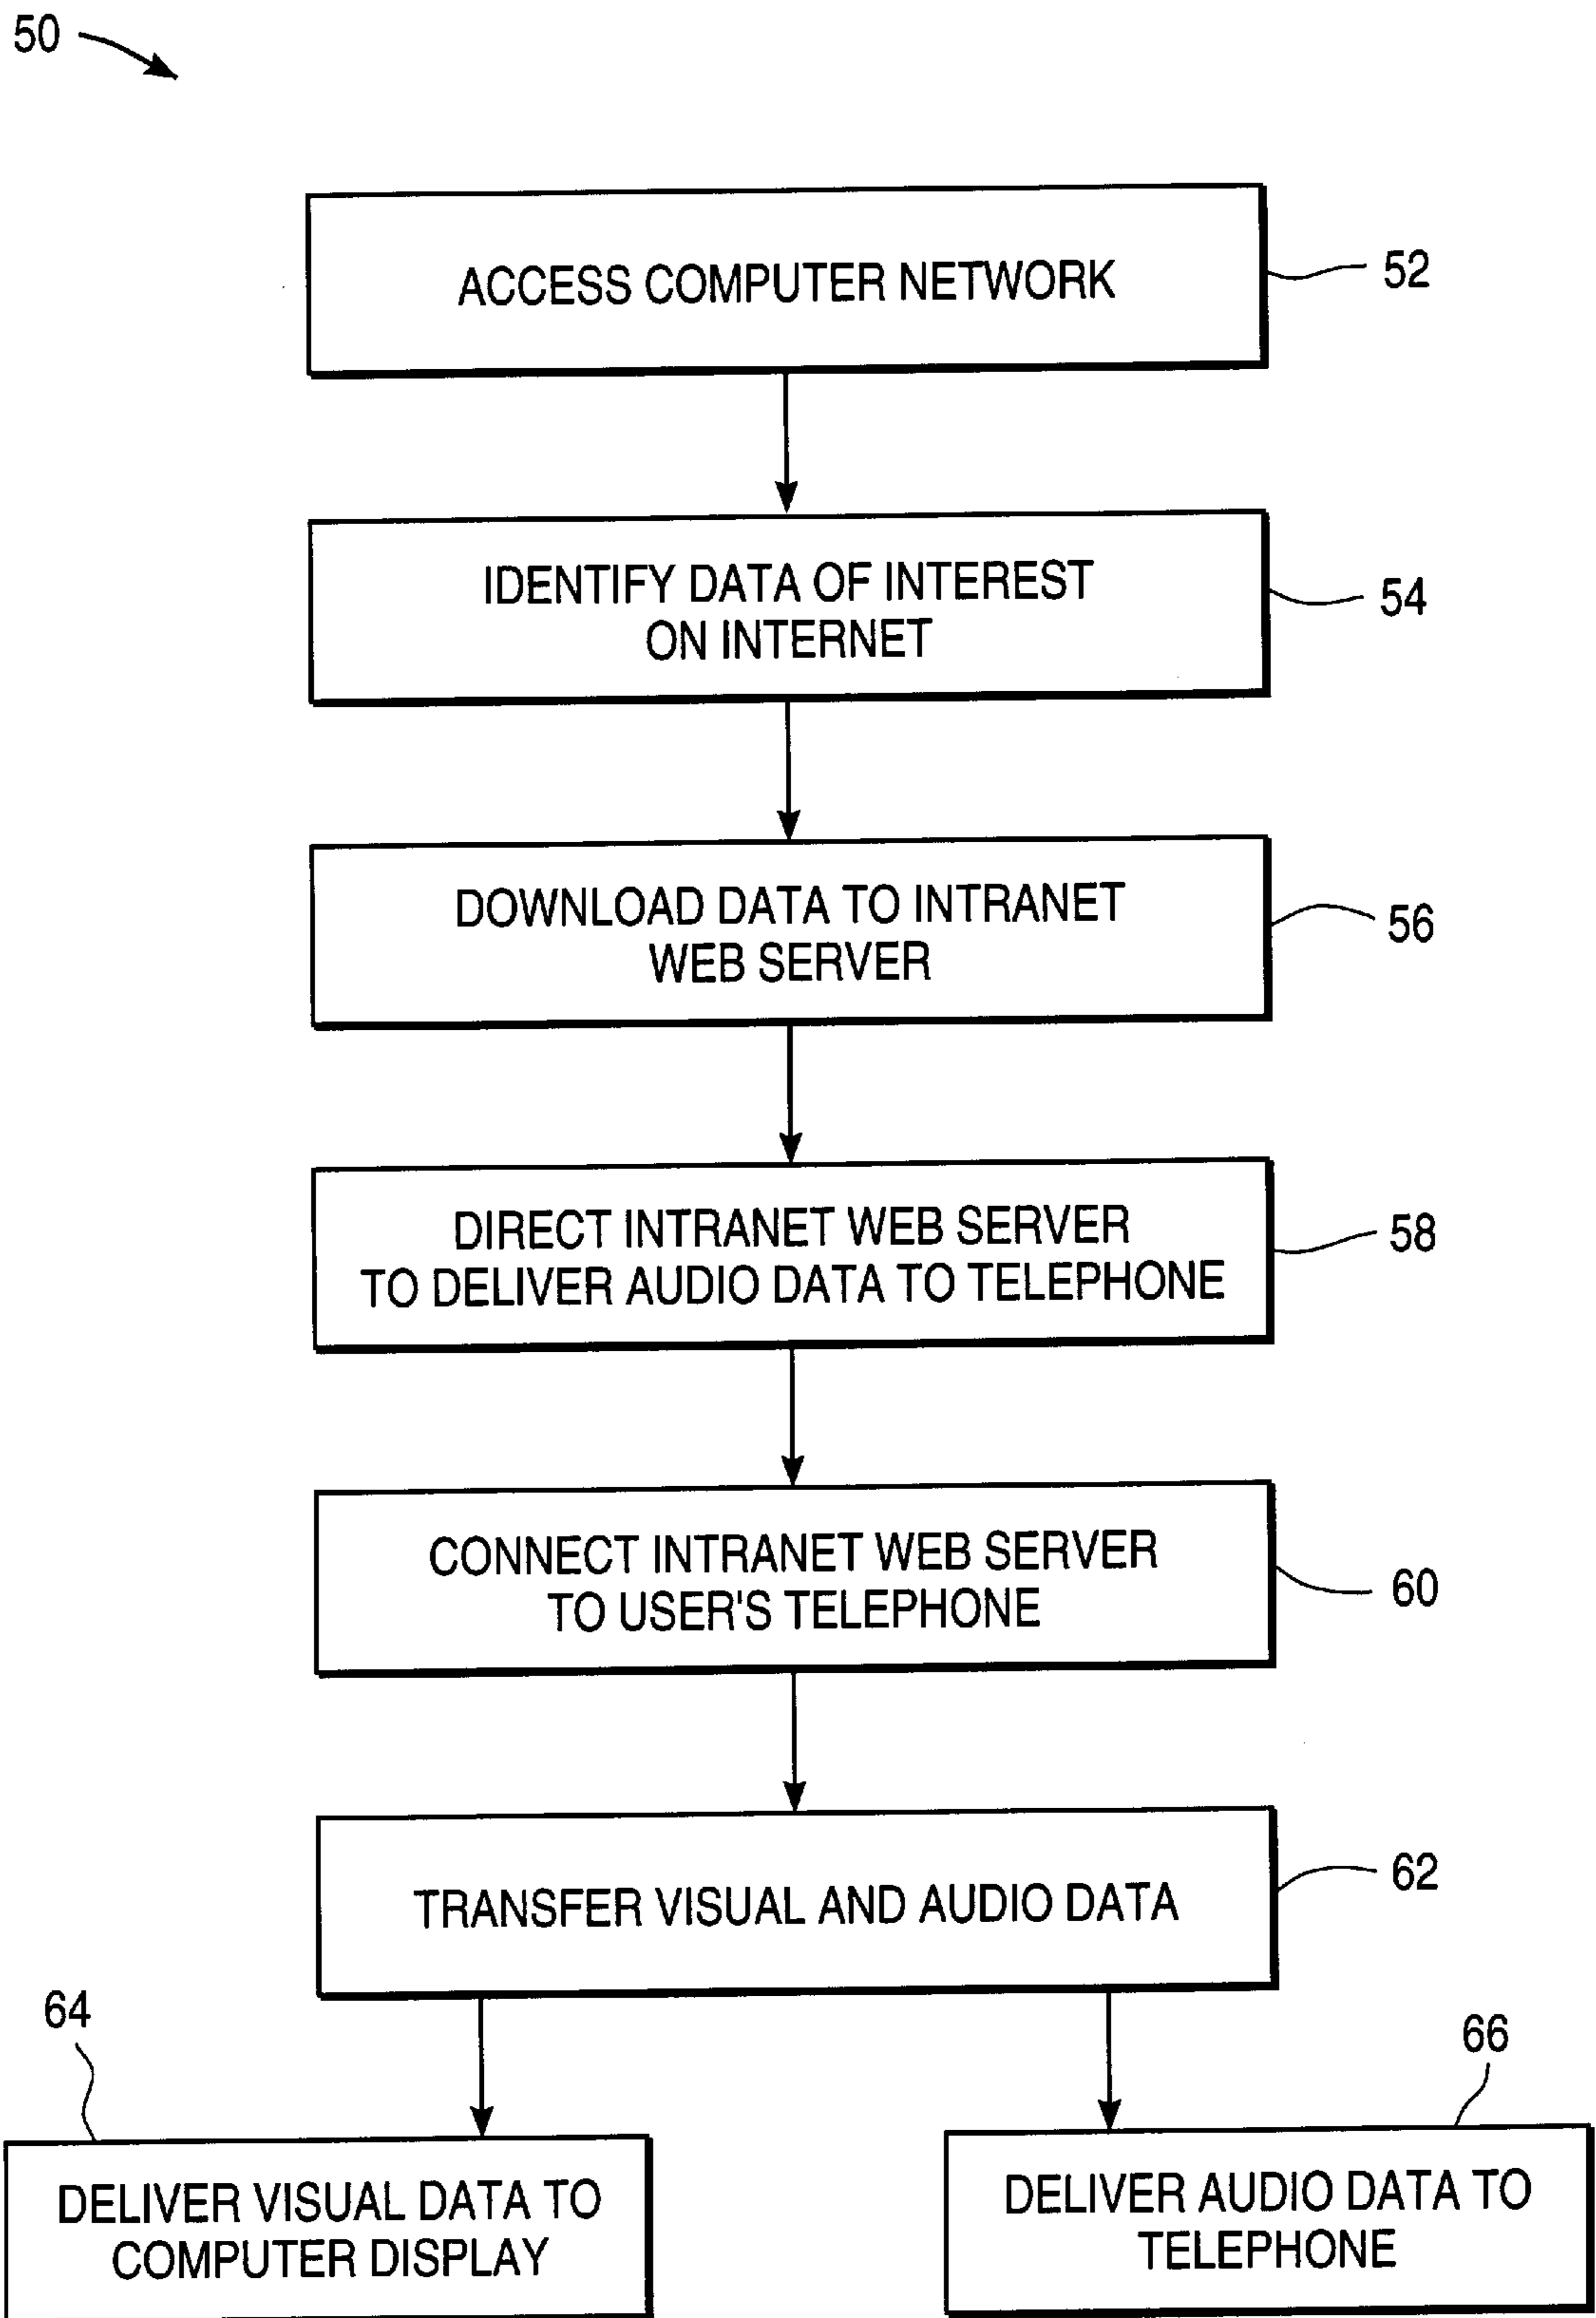 50
ACCESS COMPUTER NETWORK
52
IDENTIFY DATA OF INTEREST
ON INTERNET
54
DOWNLOAD DATA TO INTRANET
WEB SERVER
56
DIRECT INTRANET WEB SERVER
TO DELIVER AUDIO DATA TO TELEPHONE
58
CONNECT INTRANET WEB SERVER
TO USER'S TELEPHONE
60
TRANSFER VISUAL AND AUDIO DATA
62
64
DELIVER VISUAL DATA TO
COMPUTER DISPLAY
66
DELIVER AUDIO DATA TO
TELEPHONE